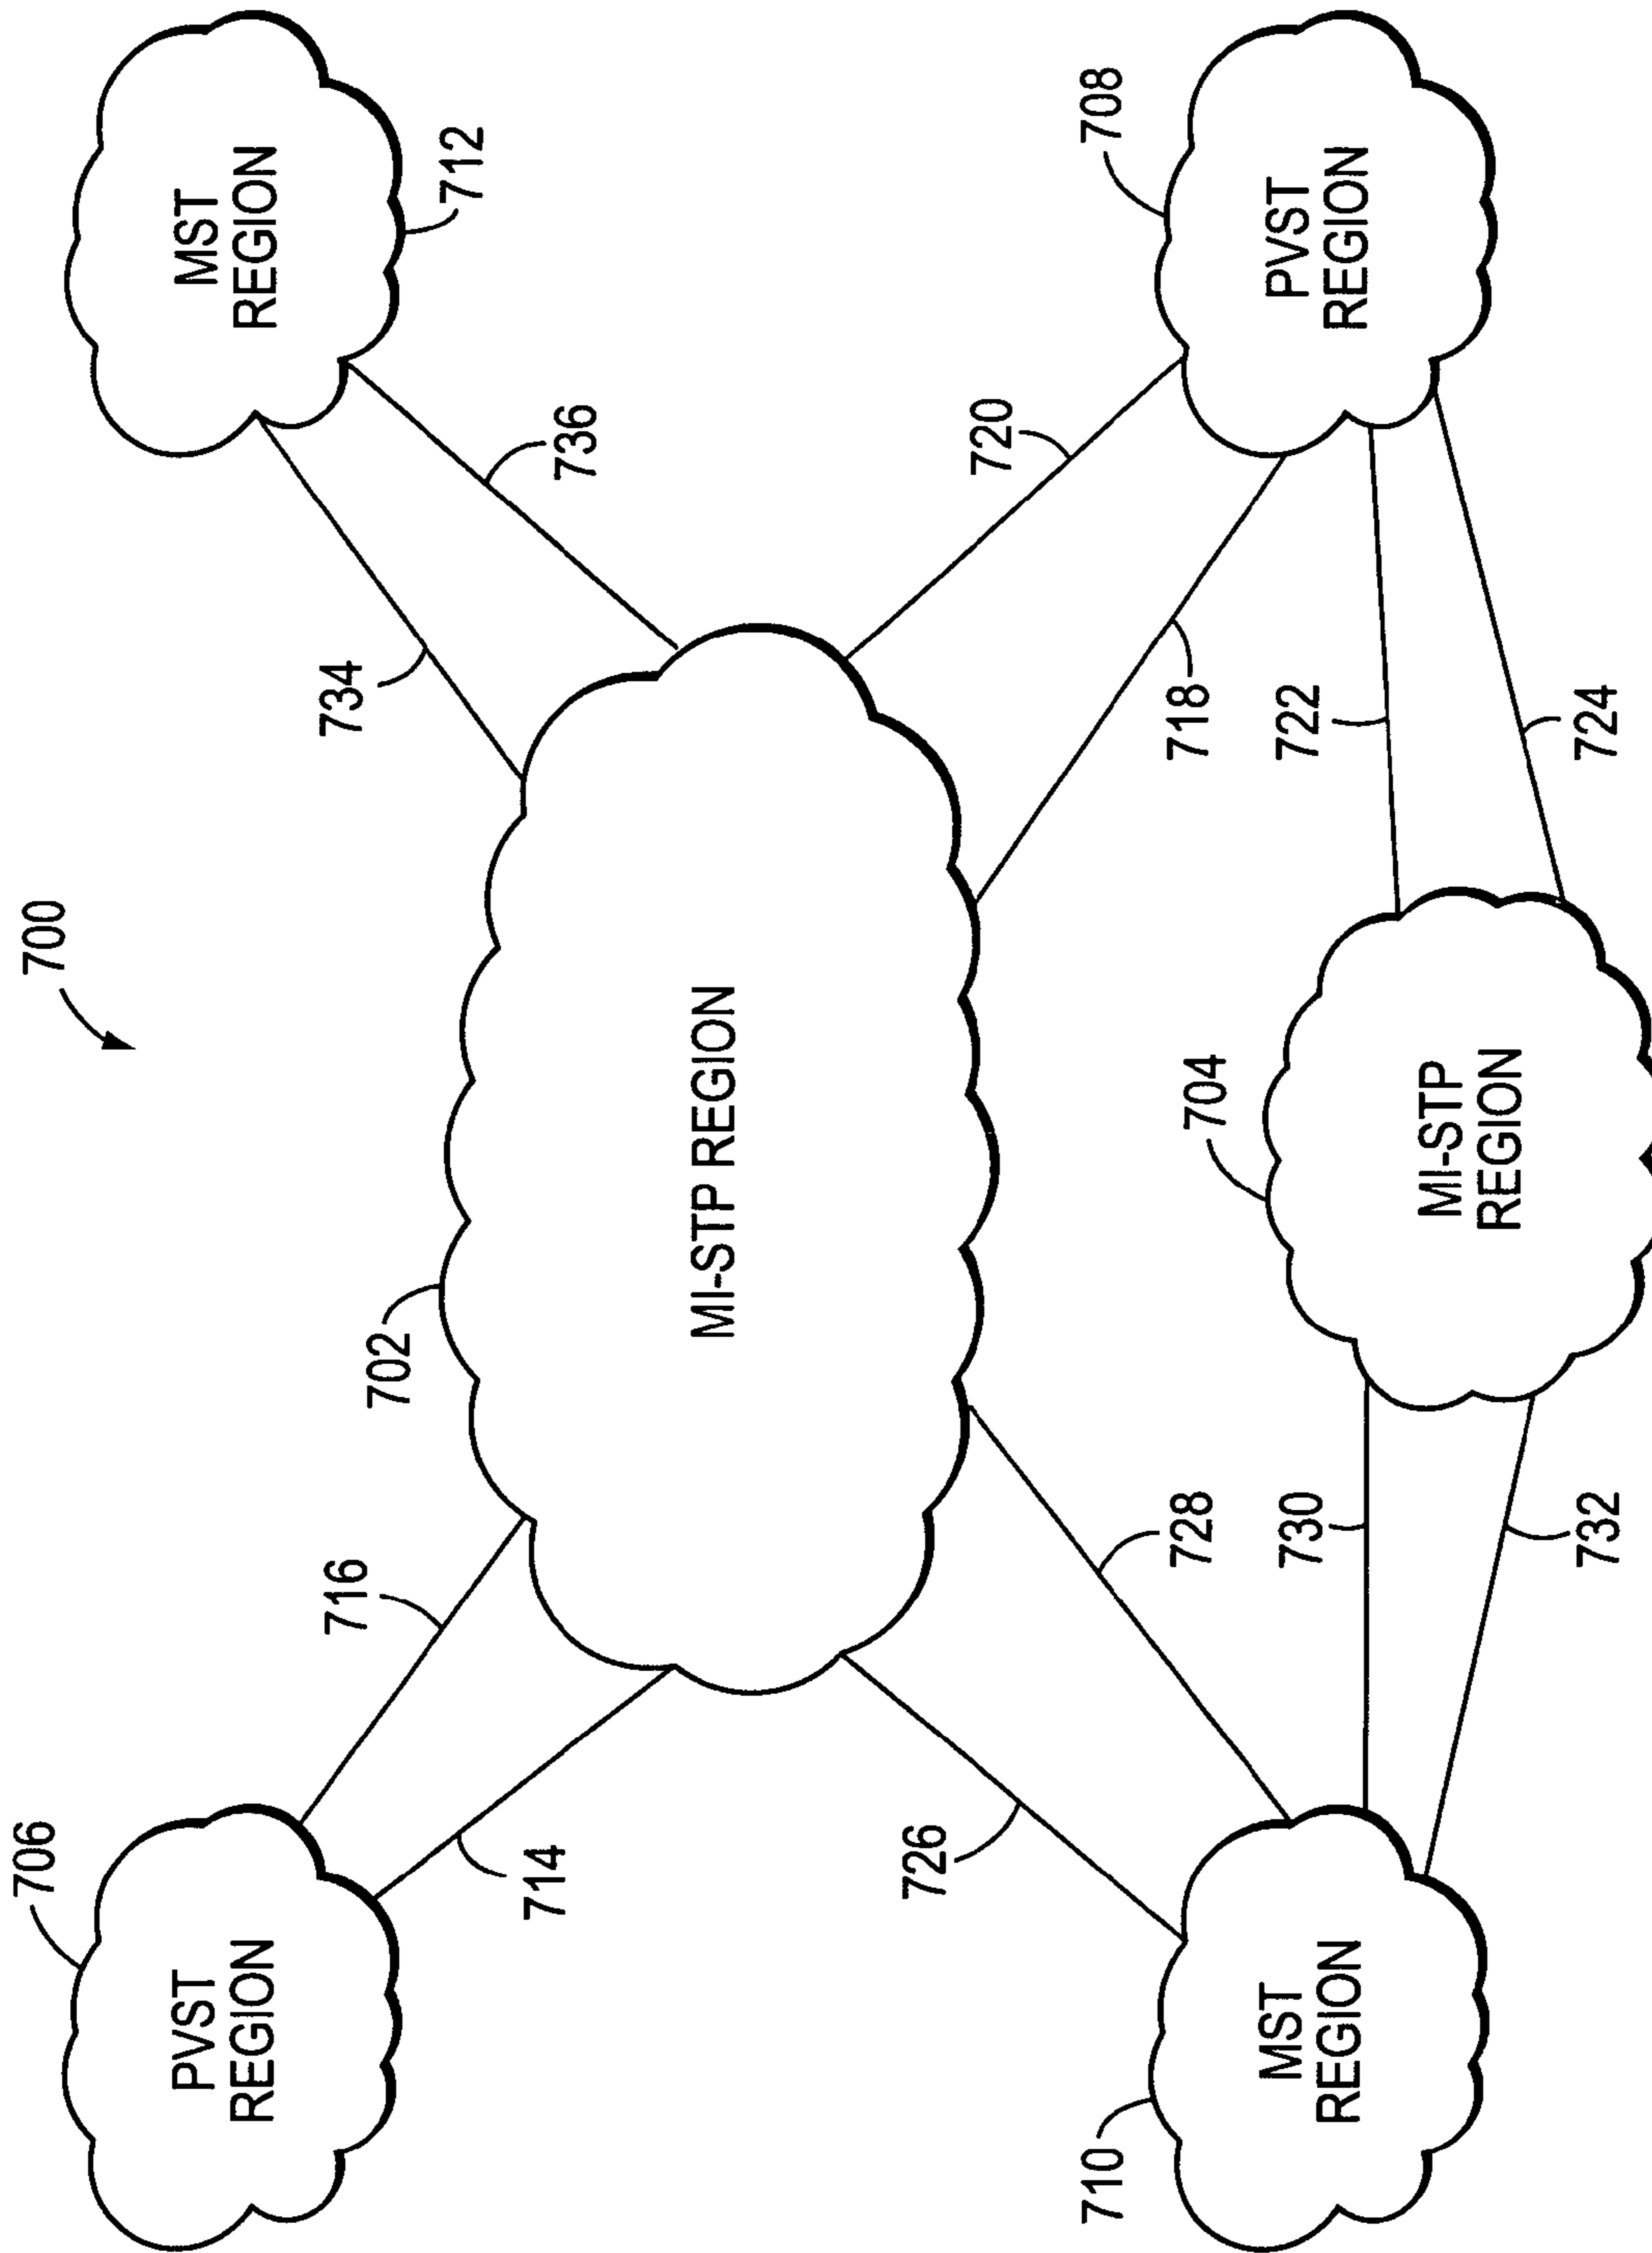 700
706
PVST
REGION
716
714
702
MI-STP REGION
734
736
MST
REGION
712
726
728
720
718
710
MST
REGION
730
732
704
MI-STP
REGION
722
724
708
PVST
REGION